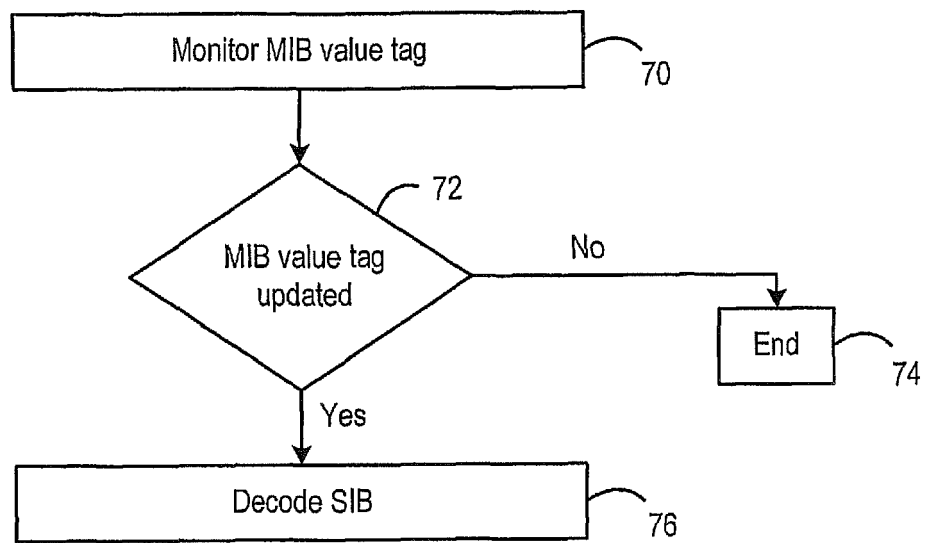 Monitor MIB value tag
70
72
MIB value tag
updated
No
End
74
Yes
Decode SIB
76